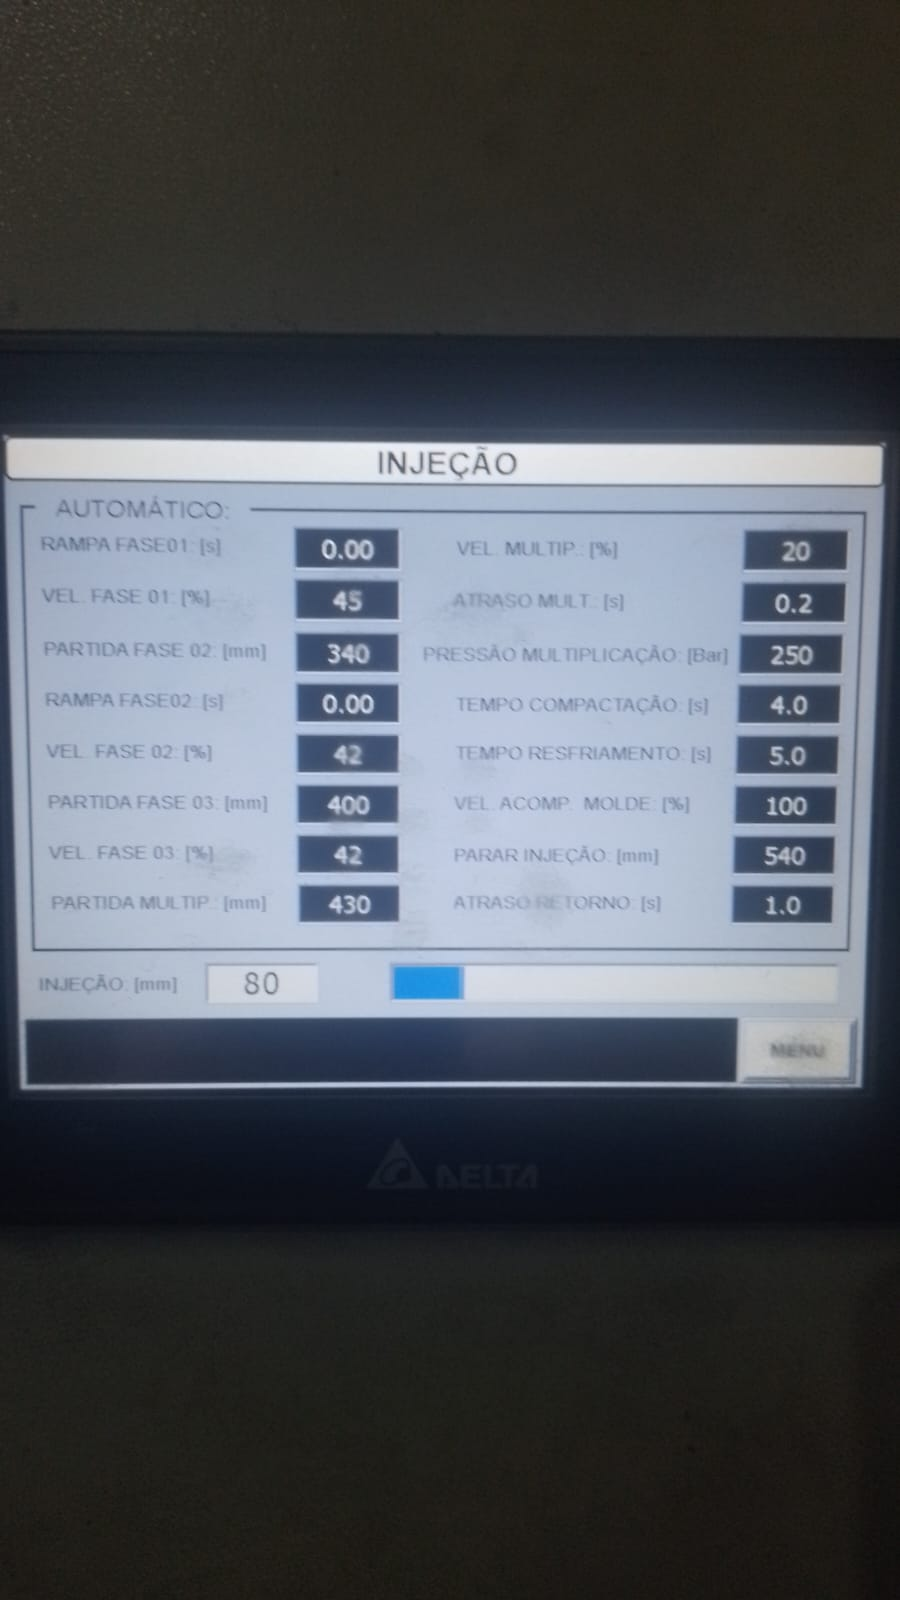 INJEÇÃO
AUTOMÁTICO:
RAMPA FASE01: [s] 0.00 VEL. MULTIP.: [%] 20
VEL. FASE 01: [%] 45 ATRASO MULT.: [s] 0.2
PARTIDA FASE 02: [mm] 340 PRESSÃO MULTIPLICAÇÃO: [Bar] 250
RAMPA FASE02: [s] 0.00 TEMPO COMPACTAÇÃO: [s] 4.0
VEL. FASE 02: [%] 42 TEMPO RESFRIAMENTO: [s] 5.0
PARTIDA FASE 03: [mm] 400 VEL. ACOMP. MOLDE: [%] 100
VEL. FASE 03: [%] 42 PARAR INJEÇÃO: [mm] 540
PARTIDA MULTIP.: [mm] 430 ATRASO RETORNO: [s] 1.0
INJEÇÃO: [mm] 80
MENU
DELTA